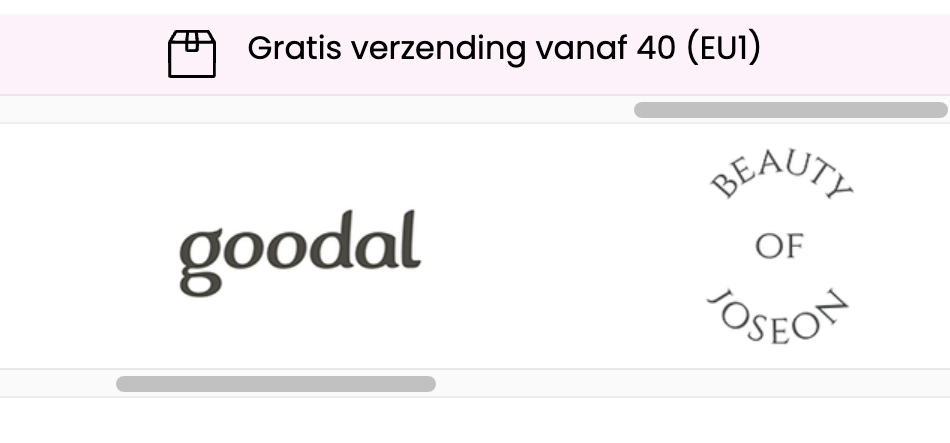 Gratis verzending vanaf 40 (EU1)
goodal
BEAUTY
OF
JOSEON